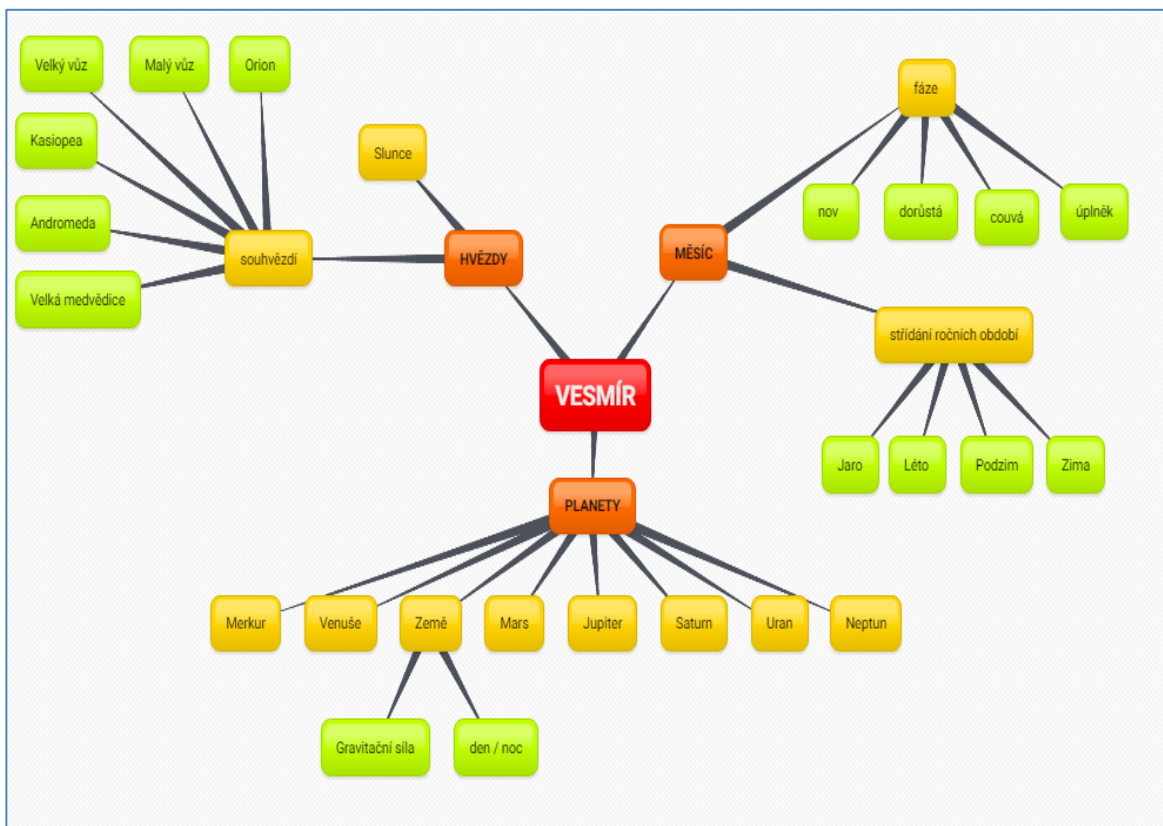 Velký vůz
Malý vůz
Orion
fáze
Kasiopea
Slunce
nov
dorůstá
couvá
úplněk
Andromeda
souhvězdí
HVĚZDY
MĚSÍC
Velká medvědice
střídání ročních období
VESMÍR
Jaro
Léto
Podzim
Zima
PLANETY
Merkur
Venuše
Země
Mars
Jupiter
Saturn
Uran
Neptun
Gravitační síla
den / noc